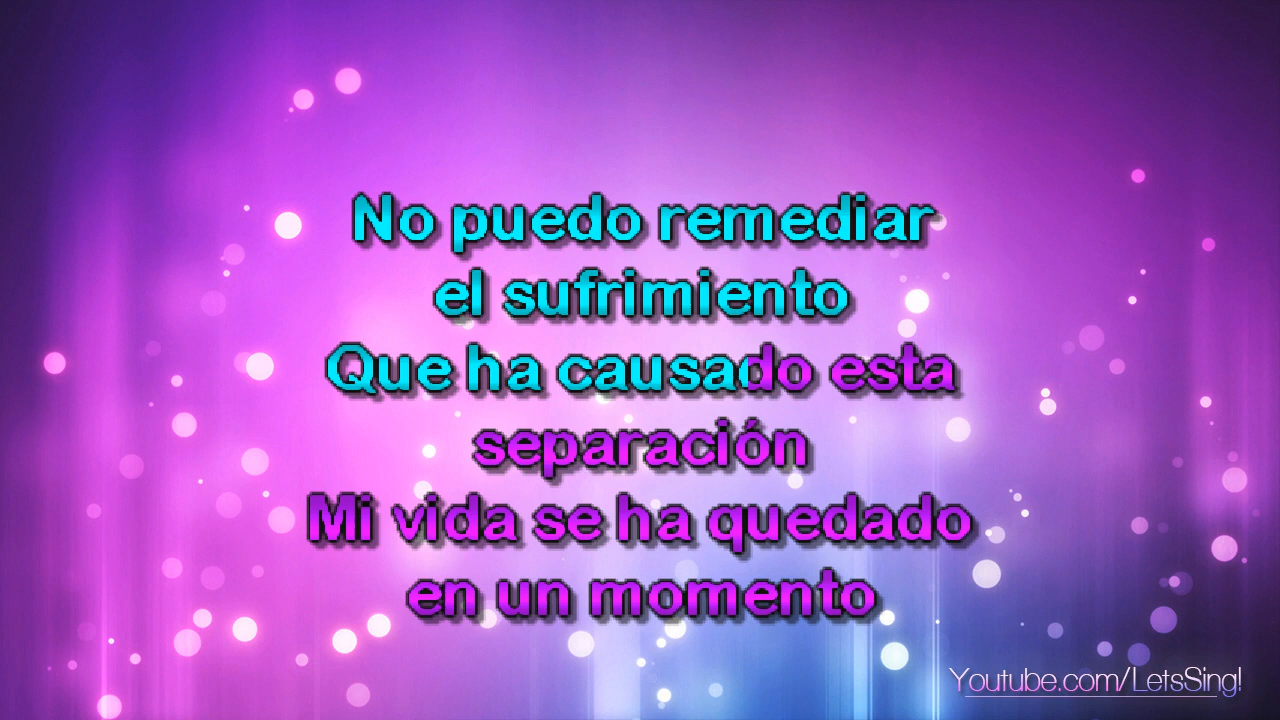 No puedo remediar
el sufrimiento
Que ha causado esta
separación
Mi vida se ha quedado
en un momento
Youtube.com/LetsSing!